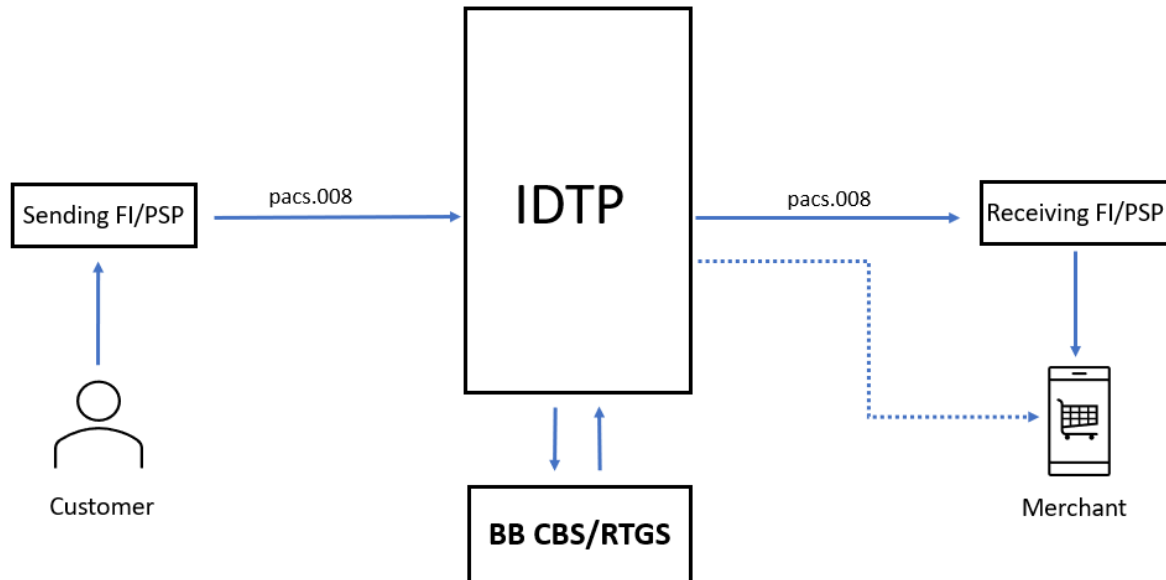 IDTP
pacs.008
pacs.008
Sending FI/PSP
Receiving FI/PSP
Customer
Merchant
BB CBS/RTGS